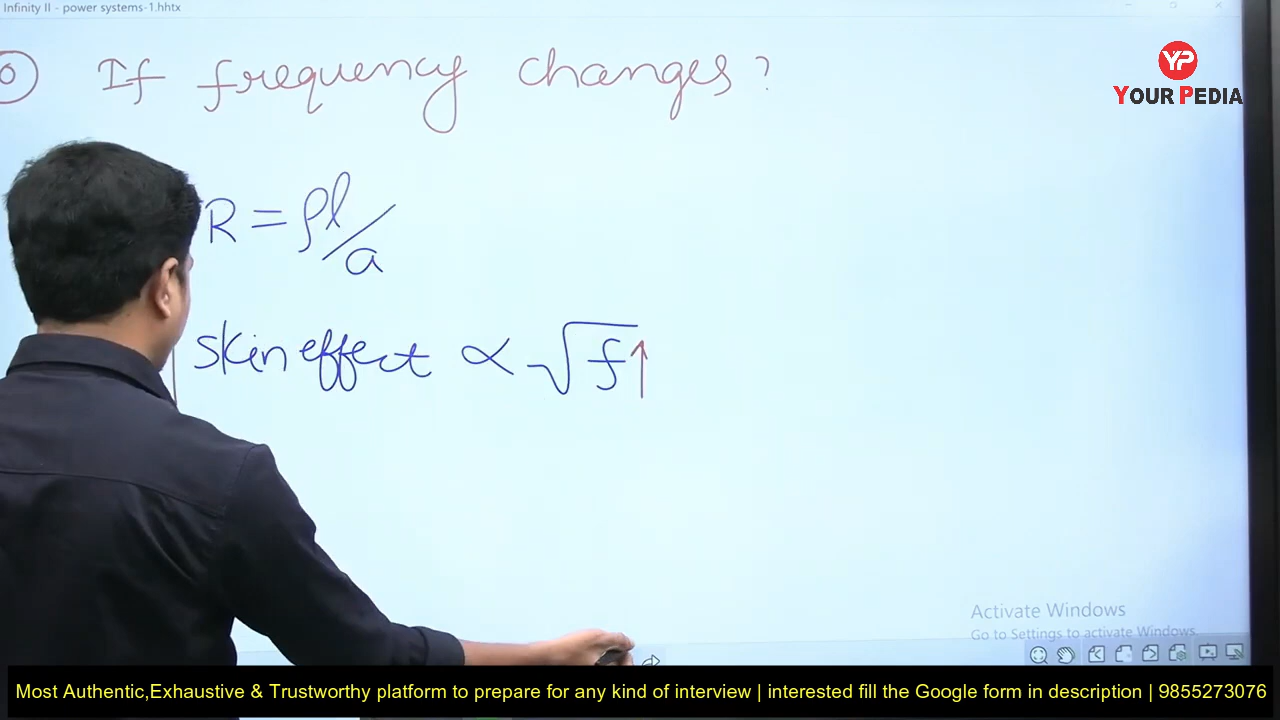 Infinity II - power systems-1.hhtx
If frequency changes?
YP
YOUR PEDIA
R = ρl/a
skin effect ∝ √f↑
Activate Windows
Go to Settings to activate Windows.
Most Authentic,Exhaustive & Trustworthy platform to prepare for any kind of interview | interested fill the Google form in description | 9855273076